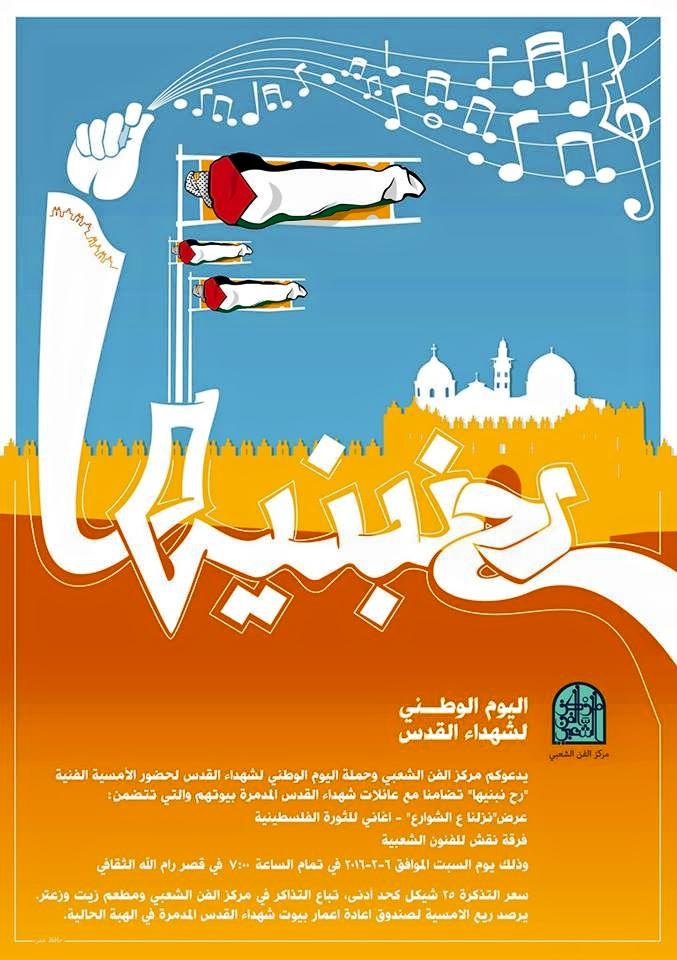 رح نبنيها
اليوم الوطني
لشهداء القدس
مركز الفن الشعبي
يدعوكم مركز الفن الشعبي وحملة اليوم الوطني لشهداء القدس لحضور الأمسية الفنية
"رح نبنيها" تضامنا مع عائلات شهداء القدس المدمرة بيوتهم والتي تتضمن:
عرض"نزلنا ع الشوارع" - اغاني للثورة الفلسطينية
فرقة نقش للفنون الشعبية
وذلك يوم السبت الموافق ٦-٢-٢٠١٦ في تمام الساعة ٧:٠٠ في قصر رام الله الثقافي
سعر التذكرة ٢٥ شيكل كحد أدنى، تباع التذاكر في مركز الفن الشعبي ومطعم زيت وزعتر.
يرصد ريع الامسية لصندوق اعادة اعمار بيوت شهداء القدس المدمرة في الهبة الحالية.